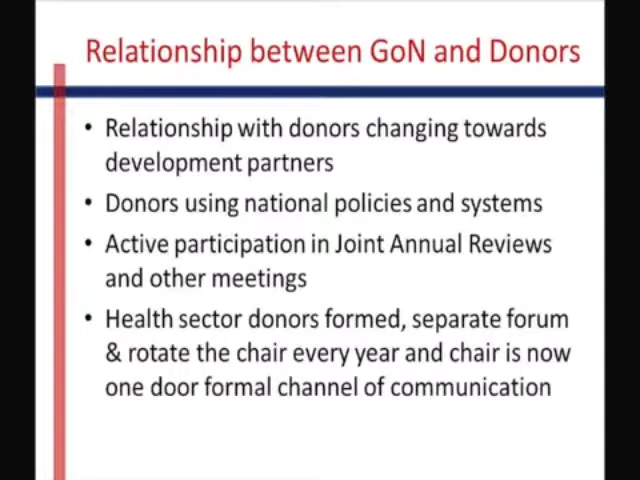 Relationship between GoN and Donors
• Relationship with donors changing towards
development partners
• Donors using national policies and systems
• Active participation in Joint Annual Reviews
and other meetings
• Health sector donors formed, separate forum
& rotate the chair every year and chair is now
one door formal channel of communication